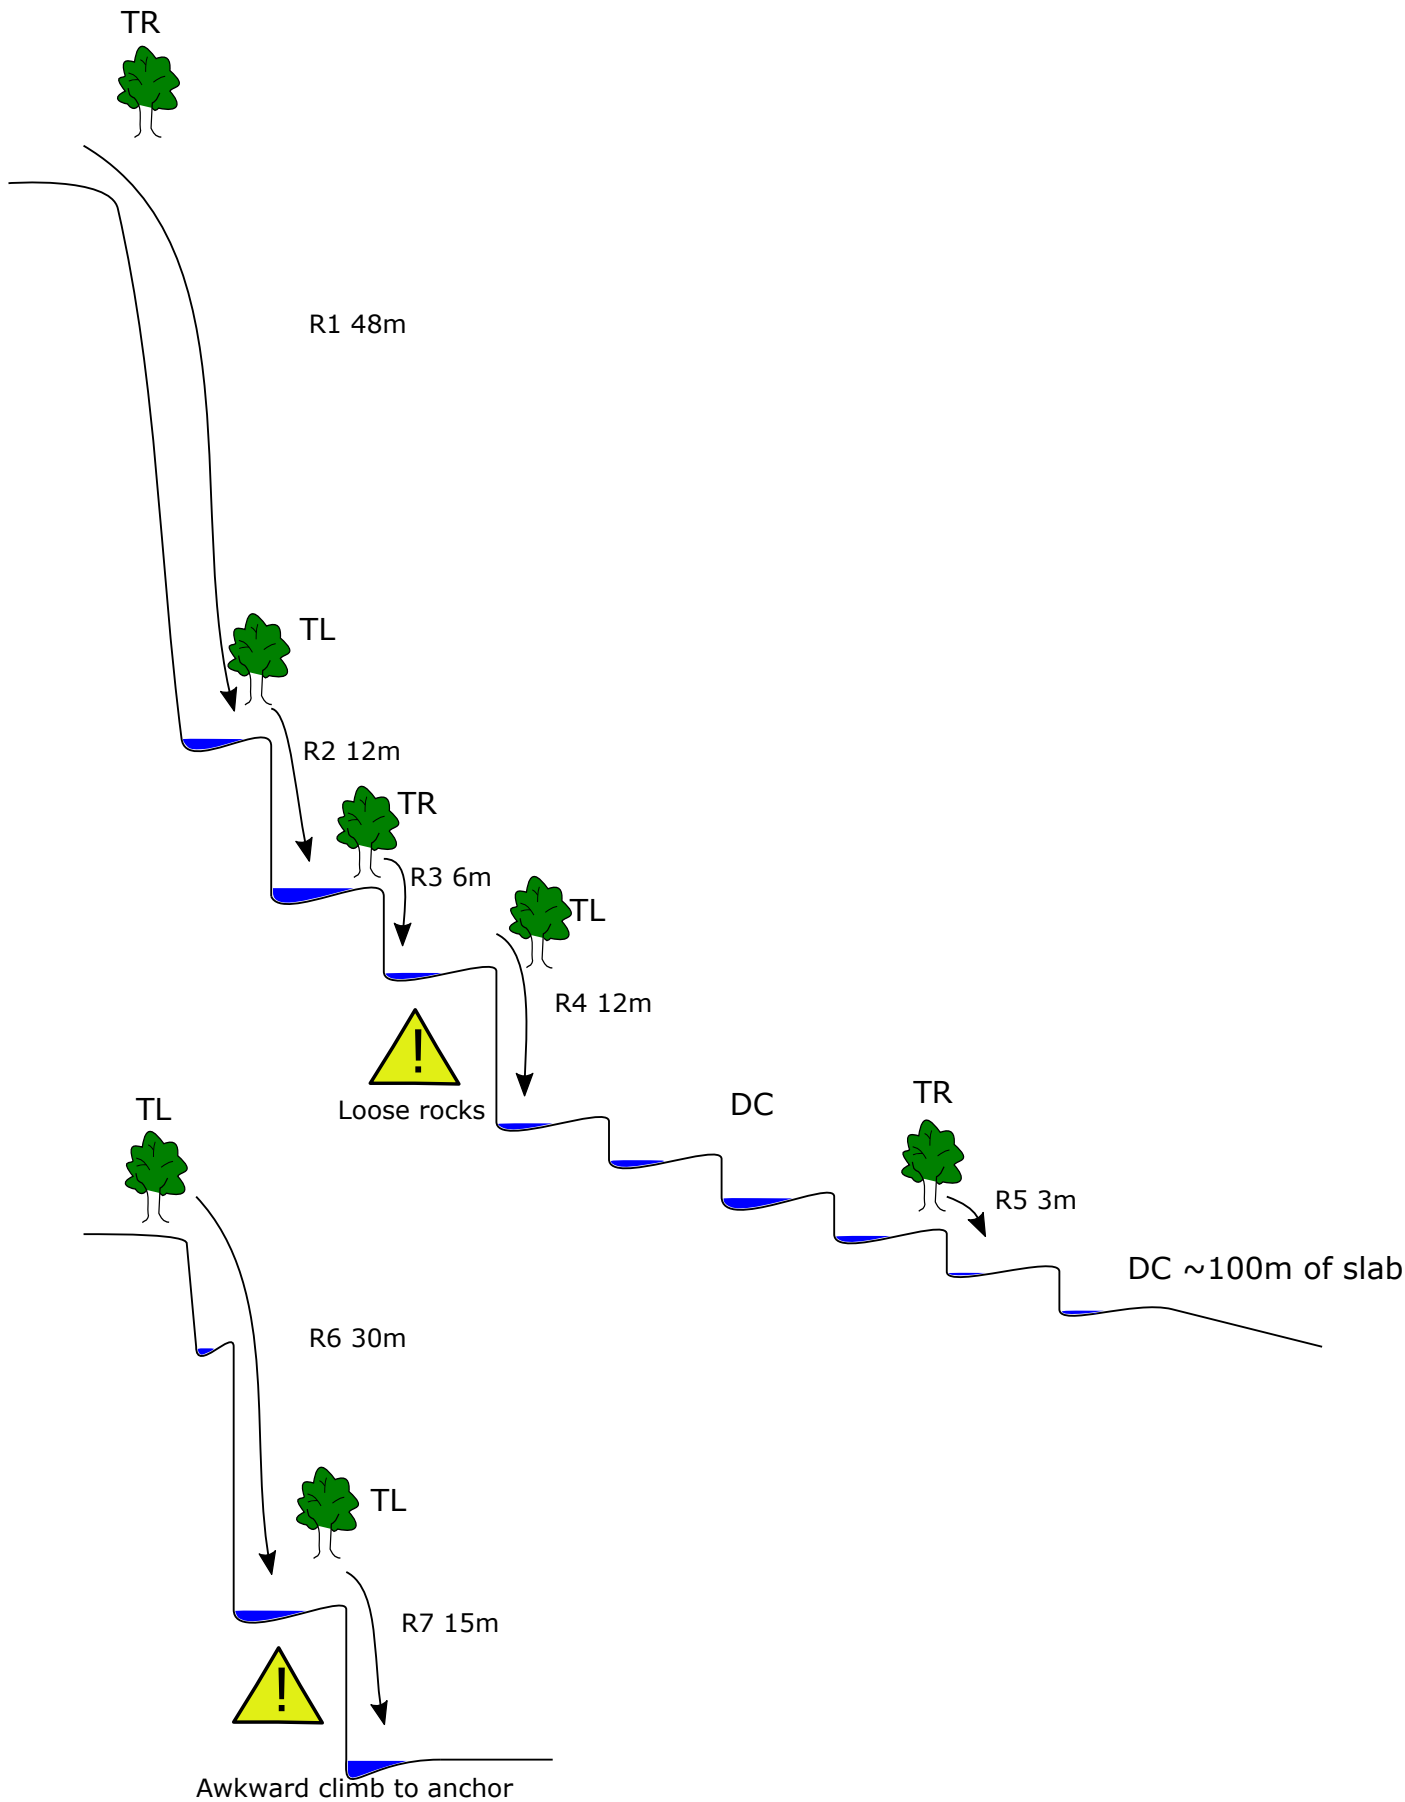 TR
R1 48m
TL
R2 12m
TR
R3 6m
TL
R4 12m
!
Loose rocks
DC
TR
R5 3m
DC ~100m of slab
TL
R6 30m
TL
R7 15m
!
Awkward climb to anchor